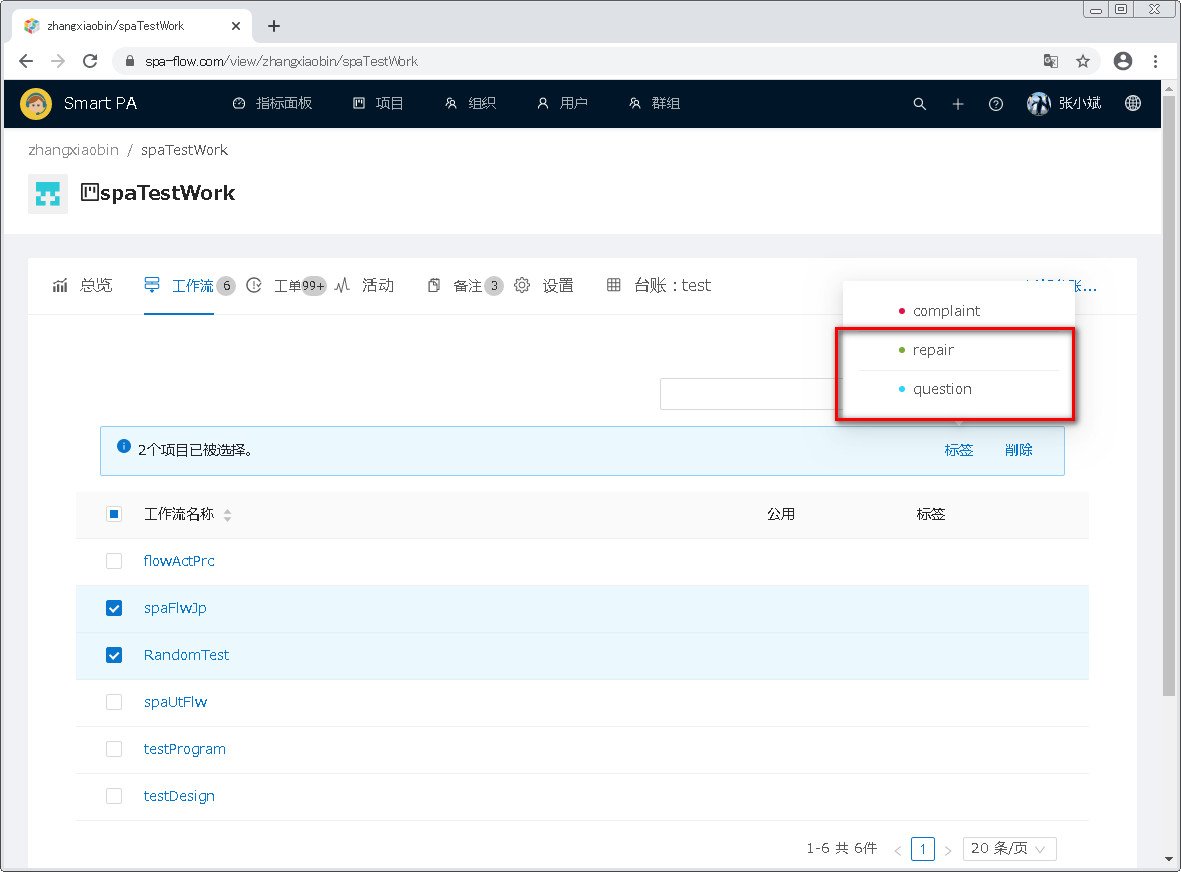 zhangxiaobin/spaTestWork
spa-flow.com/view/zhangxiaobin/spaTestWork
Smart PA 指标面板 项目 组织 用户 群组 张小斌
zhangxiaobin / spaTestWork
spaTestWork
总览 工作流 6 工单 99+ 活动 备注 3 设置 台账：test
complaint
repair
question
2个项目已被选择。 标签 削除
工作流名称 公用 标签
flowActPrc
spaFlwJp
RandomTest
spaUtFlw
testProgram
testDesign
1-6 共 6件 1 20 条/页